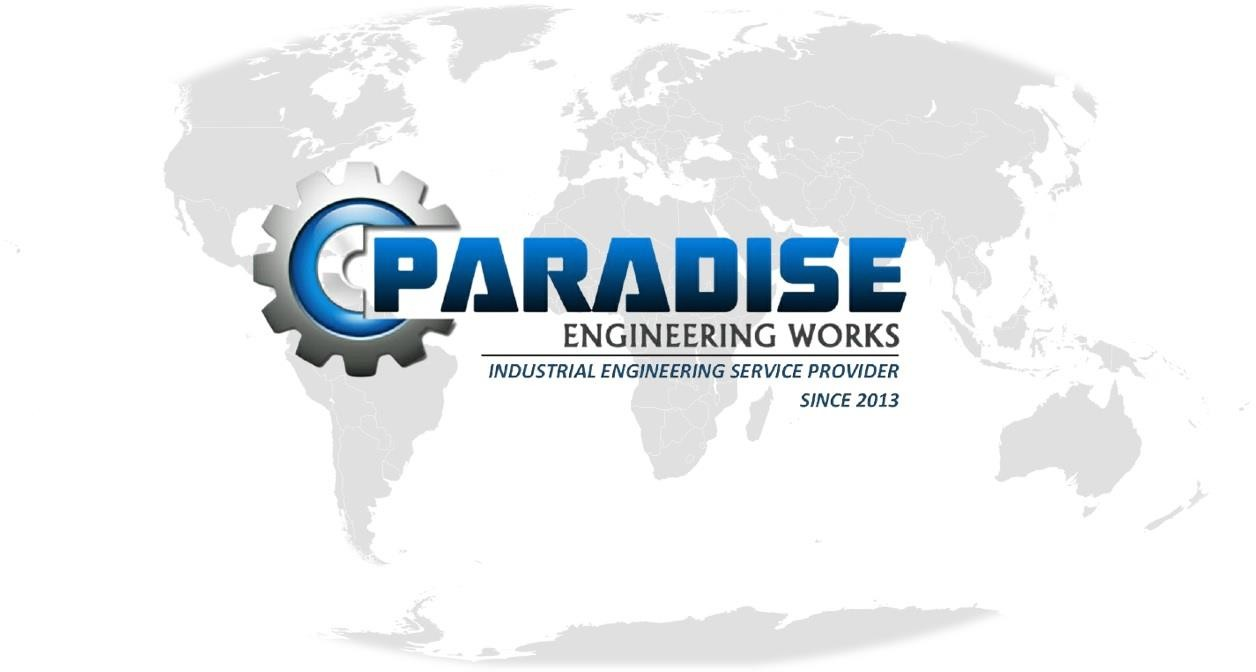 PARADISE
ENGINEERING WORKS
INDUSTRIAL ENGINEERING SERVICE PROVIDER
SINCE 2013